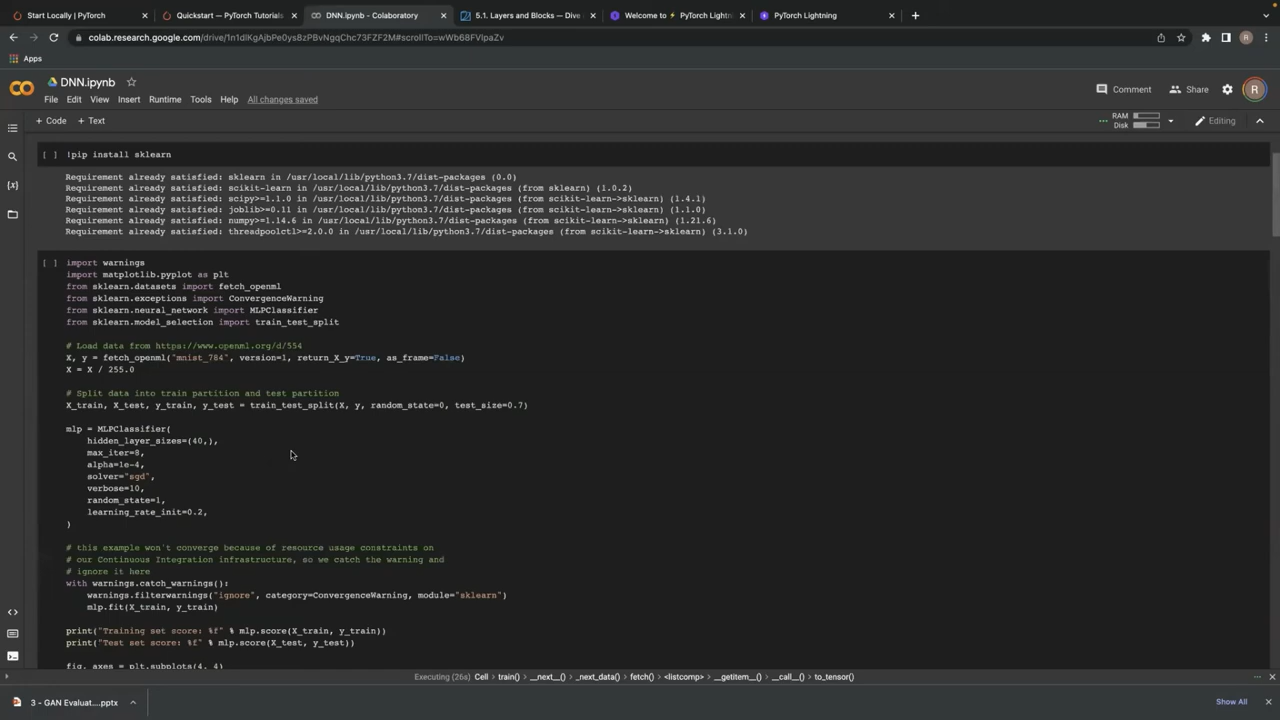 Start Locally | PyTorch
Quickstart — PyTorch Tutorials
DNN.ipynb - Colaboratory
5.1. Layers and Blocks — Dive
Welcome to ⚡ PyTorch Lightn
PyTorch Lightning
colab.research.google.com/drive/1n1dlKgAjbPe0ys8zPBvNgqChc73FZF2M#scrollTo=wWb68FVlpaZv
R
Apps
CO DNN.ipynb
File Edit View Insert Runtime Tools Help All changes saved
Comment Share R
+ Code + Text
RAM
Disk
Editing
[ ] !pip install sklearn
Requirement already satisfied: sklearn in /usr/local/lib/python3.7/dist-packages (0.0)
Requirement already satisfied: scikit-learn in /usr/local/lib/python3.7/dist-packages (from sklearn) (1.0.2)
Requirement already satisfied: scipy>=1.1.0 in /usr/local/lib/python3.7/dist-packages (from scikit-learn->sklearn) (1.4.1)
Requirement already satisfied: joblib>=0.11 in /usr/local/lib/python3.7/dist-packages (from scikit-learn->sklearn) (1.1.0)
Requirement already satisfied: numpy>=1.14.6 in /usr/local/lib/python3.7/dist-packages (from scikit-learn->sklearn) (1.21.6)
Requirement already satisfied: threadpoolctl>=2.0.0 in /usr/local/lib/python3.7/dist-packages (from scikit-learn->sklearn) (3.1.0)
[ ] import warnings
import matplotlib.pyplot as plt
from sklearn.datasets import fetch_openml
from sklearn.exceptions import ConvergenceWarning
from sklearn.neural_network import MLPClassifier
from sklearn.model_selection import train_test_split
# Load data from https://www.openml.org/d/554
X, y = fetch_openml("mnist_784", version=1, return_X_y=True, as_frame=False)
X = X / 255.0
# Split data into train partition and test partition
X_train, X_test, y_train, y_test = train_test_split(X, y, random_state=0, test_size=0.7)
mlp = MLPClassifier(
hidden_layer_sizes=(40,),
max_iter=8,
alpha=1e-4,
solver="sgd",
verbose=10,
random_state=1,
learning_rate_init=0.2,
)
# this example won't converge because of resource usage constraints on
# our Continuous Integration infrastructure, so we catch the warning and
# ignore it here
with warnings.catch_warnings():
warnings.filterwarnings("ignore", category=ConvergenceWarning, module="sklearn")
mlp.fit(X_train, y_train)
print("Training set score: %f" % mlp.score(X_train, y_train))
print("Test set score: %f" % mlp.score(X_test, y_test))
fig, axes = plt.subplots(4, 4)
Executing (26s) Cell > train() > __next__() > _next_data() > fetch() > <listcomp> > __getitem__() > __call__() > to_tensor()
3 - GAN Evaluat....pptx
Show All